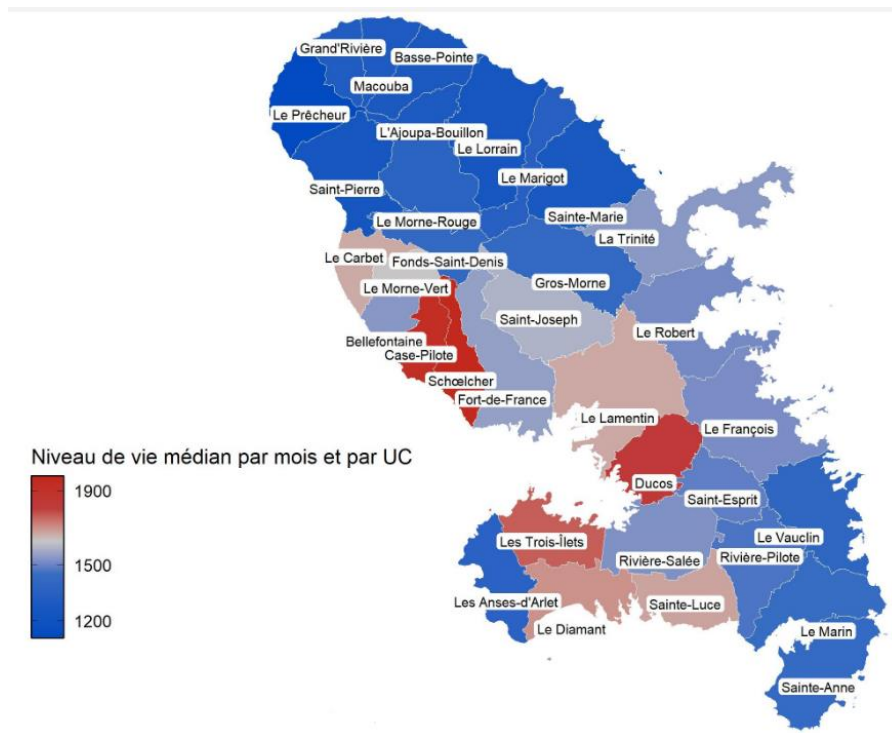 Grand'Rivière
Basse-Pointe
Macouba
Le Prêcheur
L'Ajoupa-Bouillon
Le Lorrain
Le Marigot
Saint-Pierre
Sainte-Marie
Le Morne-Rouge
La Trinité
Le Carbet
Fonds-Saint-Denis
Gros-Morne
Le Morne-Vert
Saint-Joseph
Le Robert
Bellefontaine
Case-Pilote
Schœlcher
Fort-de-France
Le Lamentin
Le François
Niveau de vie médian par mois et par UC
1900
1500
1200
Ducos
Saint-Esprit
Le Vauclin
Les Trois-Îlets
Rivière-Salée
Rivière-Pilote
Les Anses-d'Arlet
Sainte-Luce
Le Diamant
Le Marin
Sainte-Anne